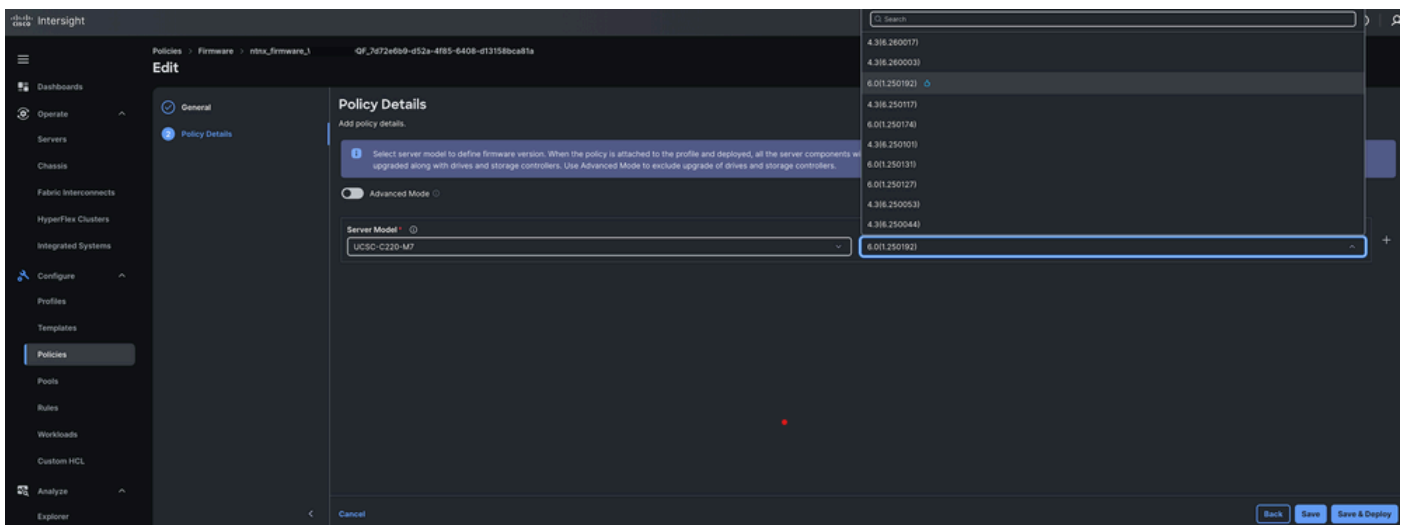 CISCO Intersight
Policies > Firmware > ntnx_firmware_\ QF_7d72e6b9-d52a-4f85-6408-d13158bca81a
Edit
Dashboards
Operate
Servers
Chassis
Fabric Interconnects
HyperFlex Clusters
Integrated Systems
Configure
Profiles
Templates
Policies
Pools
Rules
Workloads
Custom HCL
Analyze
Explorer
General
2 Policy Details
Policy Details
Add policy details.
Select server model to define firmware version. When the policy is attached to the profile and deployed, all the server components wi
upgraded along with drives and storage controllers. Use Advanced Mode to exclude upgrade of drives and storage controllers.
Advanced Mode
Server Model *
UCSC-C220-M7
Search
4.3(6.260017)
4.3(6.260003)
6.0(1.250192)
4.3(6.250117)
6.0(1.250174)
4.3(6.250101)
6.0(1.250131)
6.0(1.250127)
4.3(6.250053)
4.3(6.250044)
6.0(1.250192)
Cancel
Back
Save
Save & Deploy